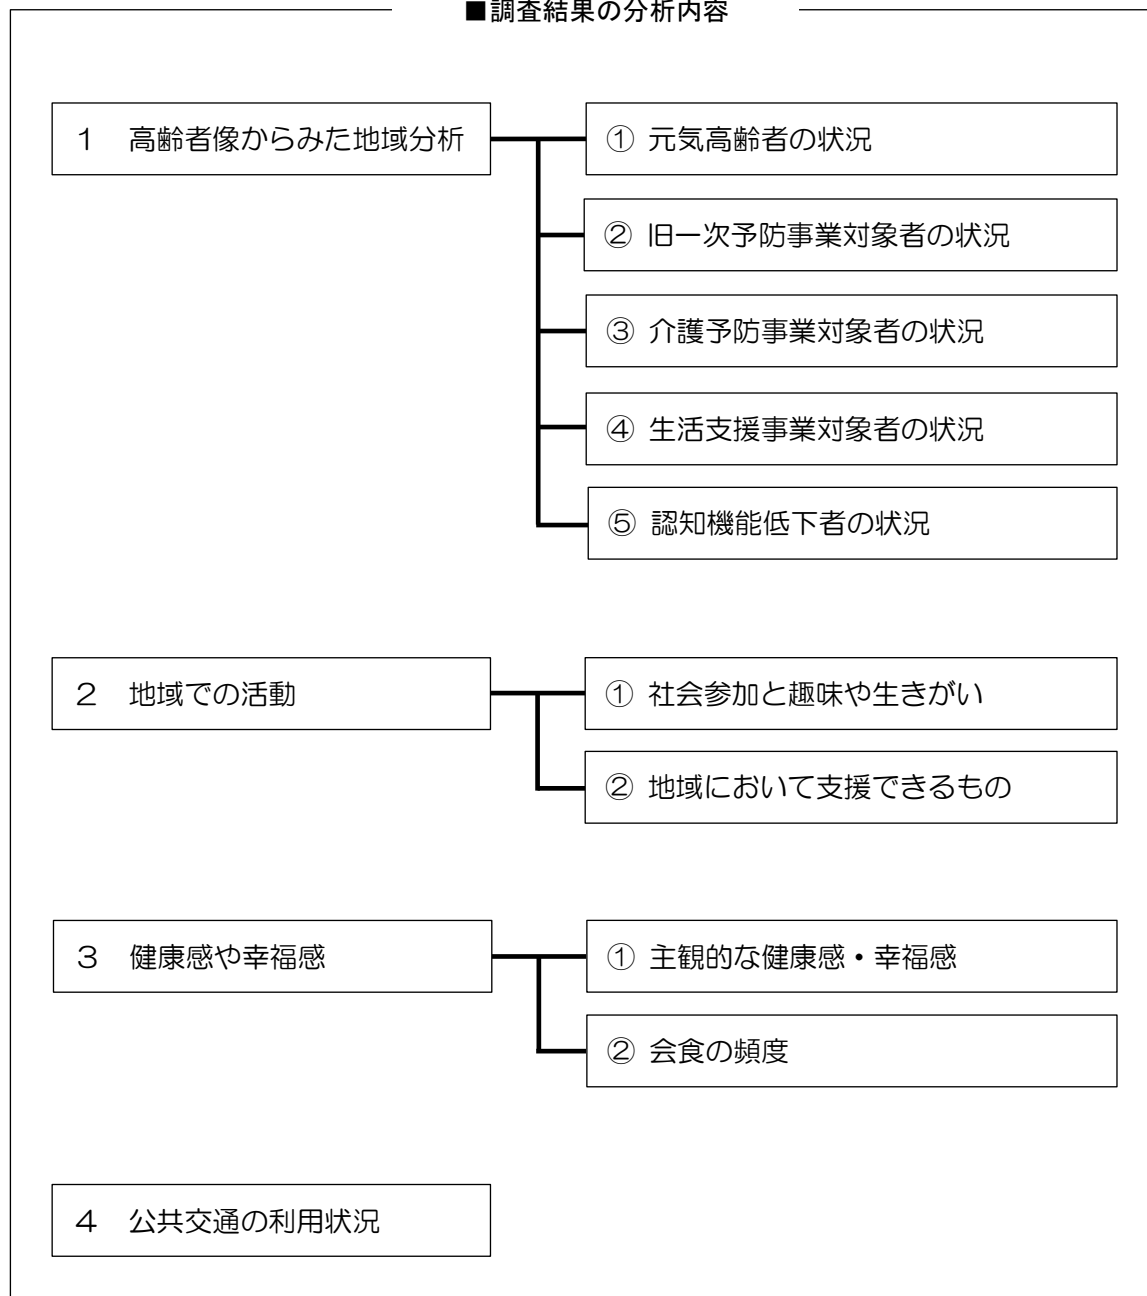 ■調査結果の分析内容
1 高齢者像からみた地域分析
① 元気高齢者の状況
② 旧一次予防事業対象者の状況
③ 介護予防事業対象者の状況
④ 生活支援事業対象者の状況
⑤ 認知機能低下者の状況
2 地域での活動
① 社会参加と趣味や生きがい
② 地域において支援できるもの
3 健康感や幸福感
① 主観的な健康感・幸福感
② 会食の頻度
4 公共交通の利用状況